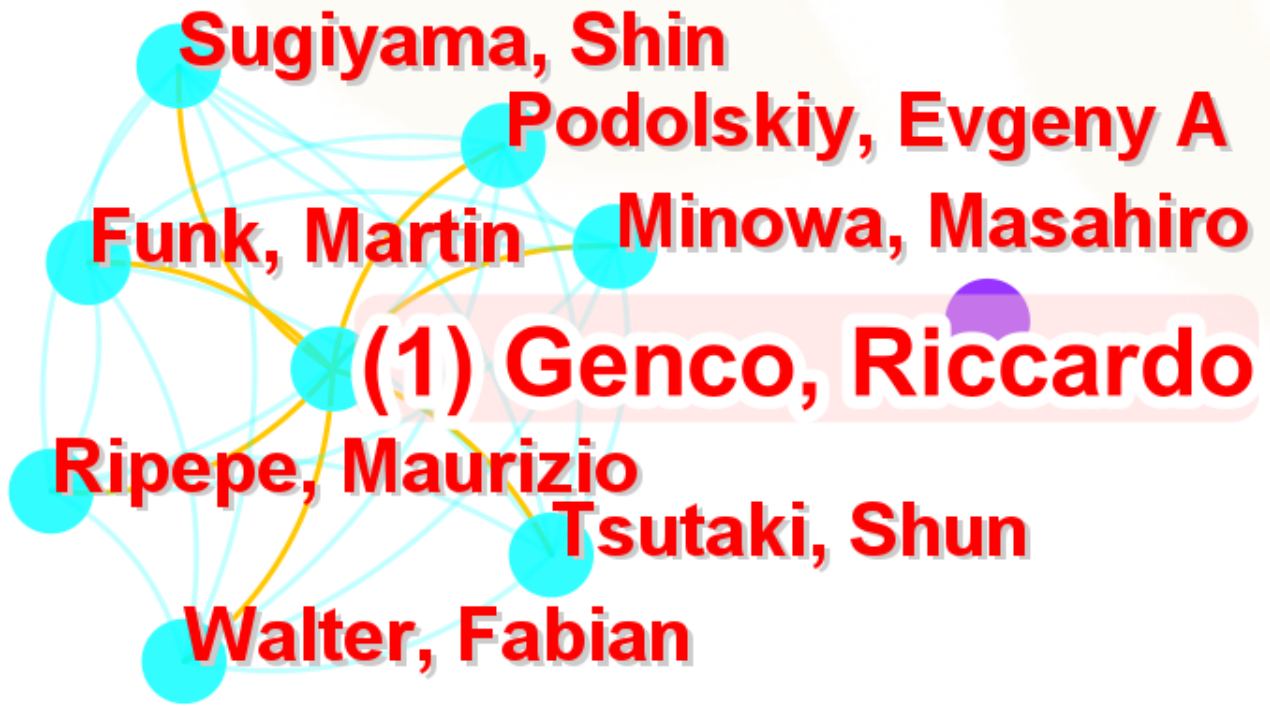 Sugiyama, Shin
Podolskiy, Evgeny A
Minowa, Masahiro
Funk, Martin
(1) Genco, Riccardo
Ripepe, Maurizio
Tsutaki, Shun
Walter, Fabian